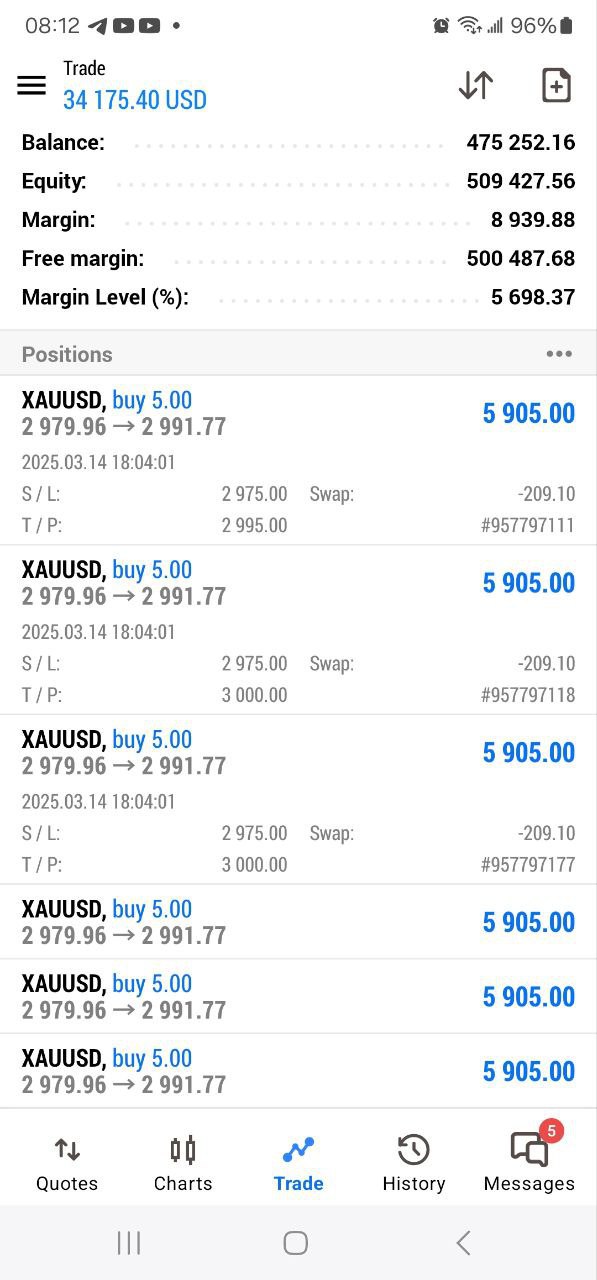 08:12 96%
Trade
34 175.40 USD
Balance: 475 252.16
Equity: 509 427.56
Margin: 8 939.88
Free margin: 500 487.68
Margin Level (%): 5 698.37
Positions
XAUUSD, buy 5.00
2 979.96 → 2 991.77 5 905.00
2025.03.14 18:04:01
S / L: 2 975.00 Swap: -209.10
T / P: 2 995.00 #957797111
XAUUSD, buy 5.00
2 979.96 → 2 991.77 5 905.00
2025.03.14 18:04:01
S / L: 2 975.00 Swap: -209.10
T / P: 3 000.00 #957797118
XAUUSD, buy 5.00
2 979.96 → 2 991.77 5 905.00
2025.03.14 18:04:01
S / L: 2 975.00 Swap: -209.10
T / P: 3 000.00 #957797177
XAUUSD, buy 5.00
2 979.96 → 2 991.77 5 905.00
XAUUSD, buy 5.00
2 979.96 → 2 991.77 5 905.00
XAUUSD, buy 5.00
2 979.96 → 2 991.77 5 905.00
5
Quotes Charts Trade History Messages